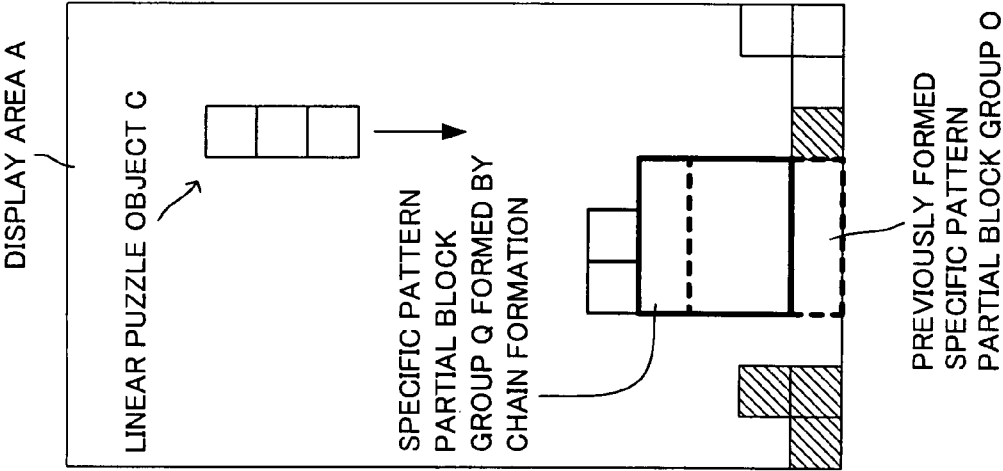 DISPLAY AREA A
LINEAR PUZZLE OBJECT C
SPECIFIC PATTERN
PARTIAL BLOCK
GROUP Q FORMED BY
CHAIN FORMATION
PREVIOUSLY FORMED
SPECIFIC PATTERN
PARTIAL BLOCK GROUP O